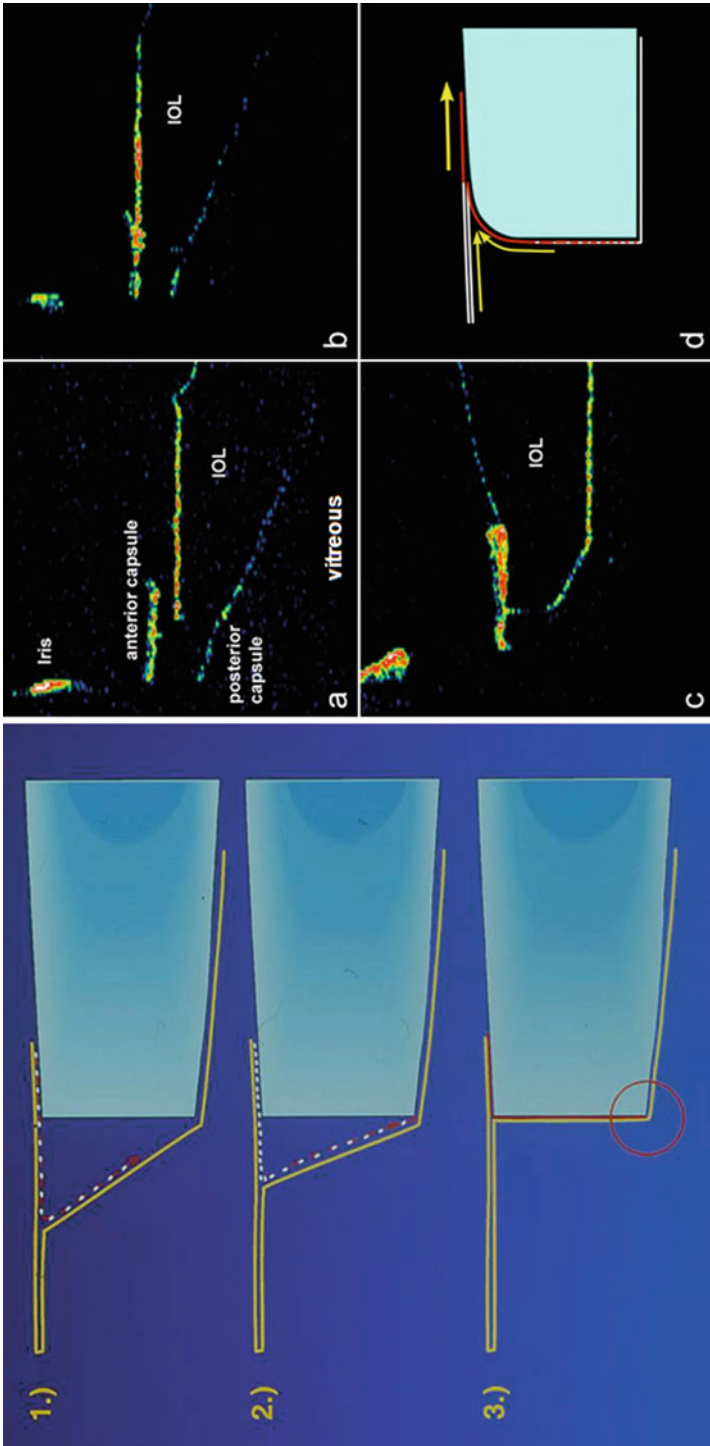 1.)
2.)
3.)
Iris
anterior capsule
IOL
posterior
capsule
vitreous
a
IOL
b
IOL
c
d